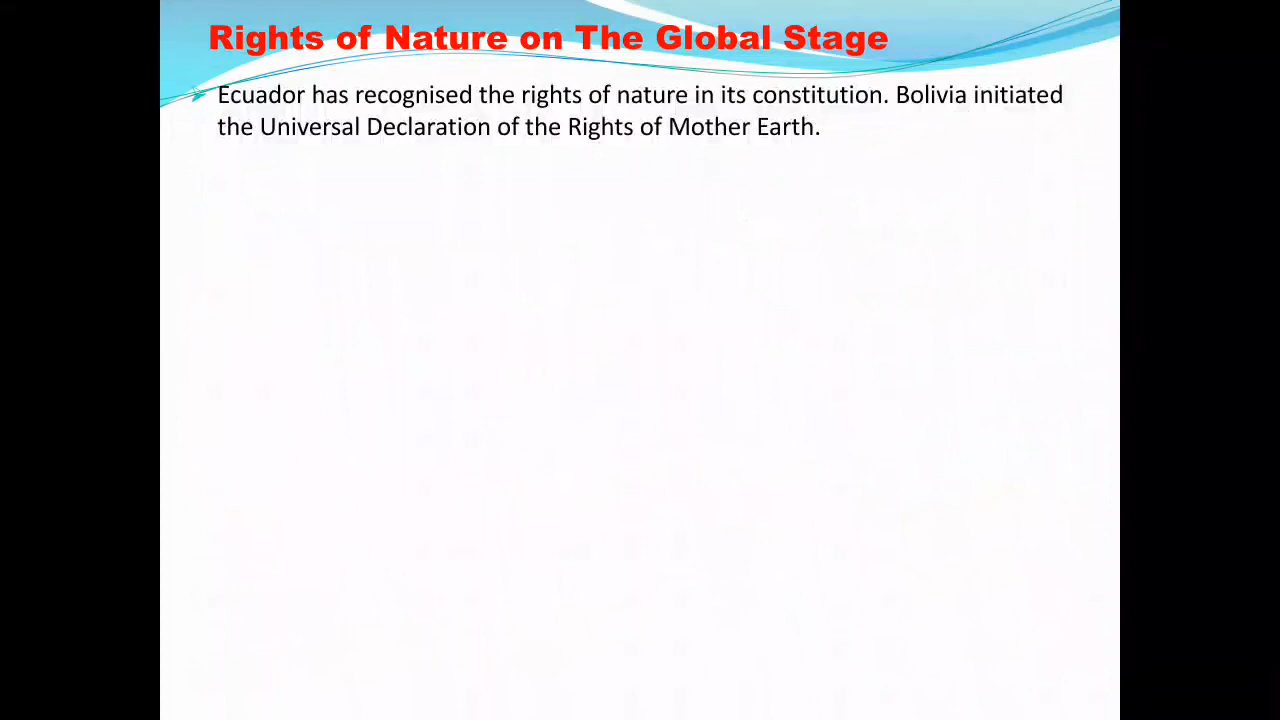 Rights of Nature on The Global Stage
Ecuador has recognised the rights of nature in its constitution. Bolivia initiated
the Universal Declaration of the Rights of Mother Earth.